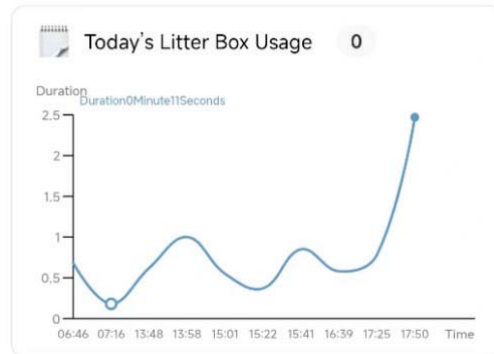 Today's Litter Box Usage 0
Duration
Duration0Minute11Seconds
2.5
2
1.5
1
0.5
0
06:46 07:16 13:48 13:58 15:01 15:22 15:41 16:39 17:25 17:50 Time